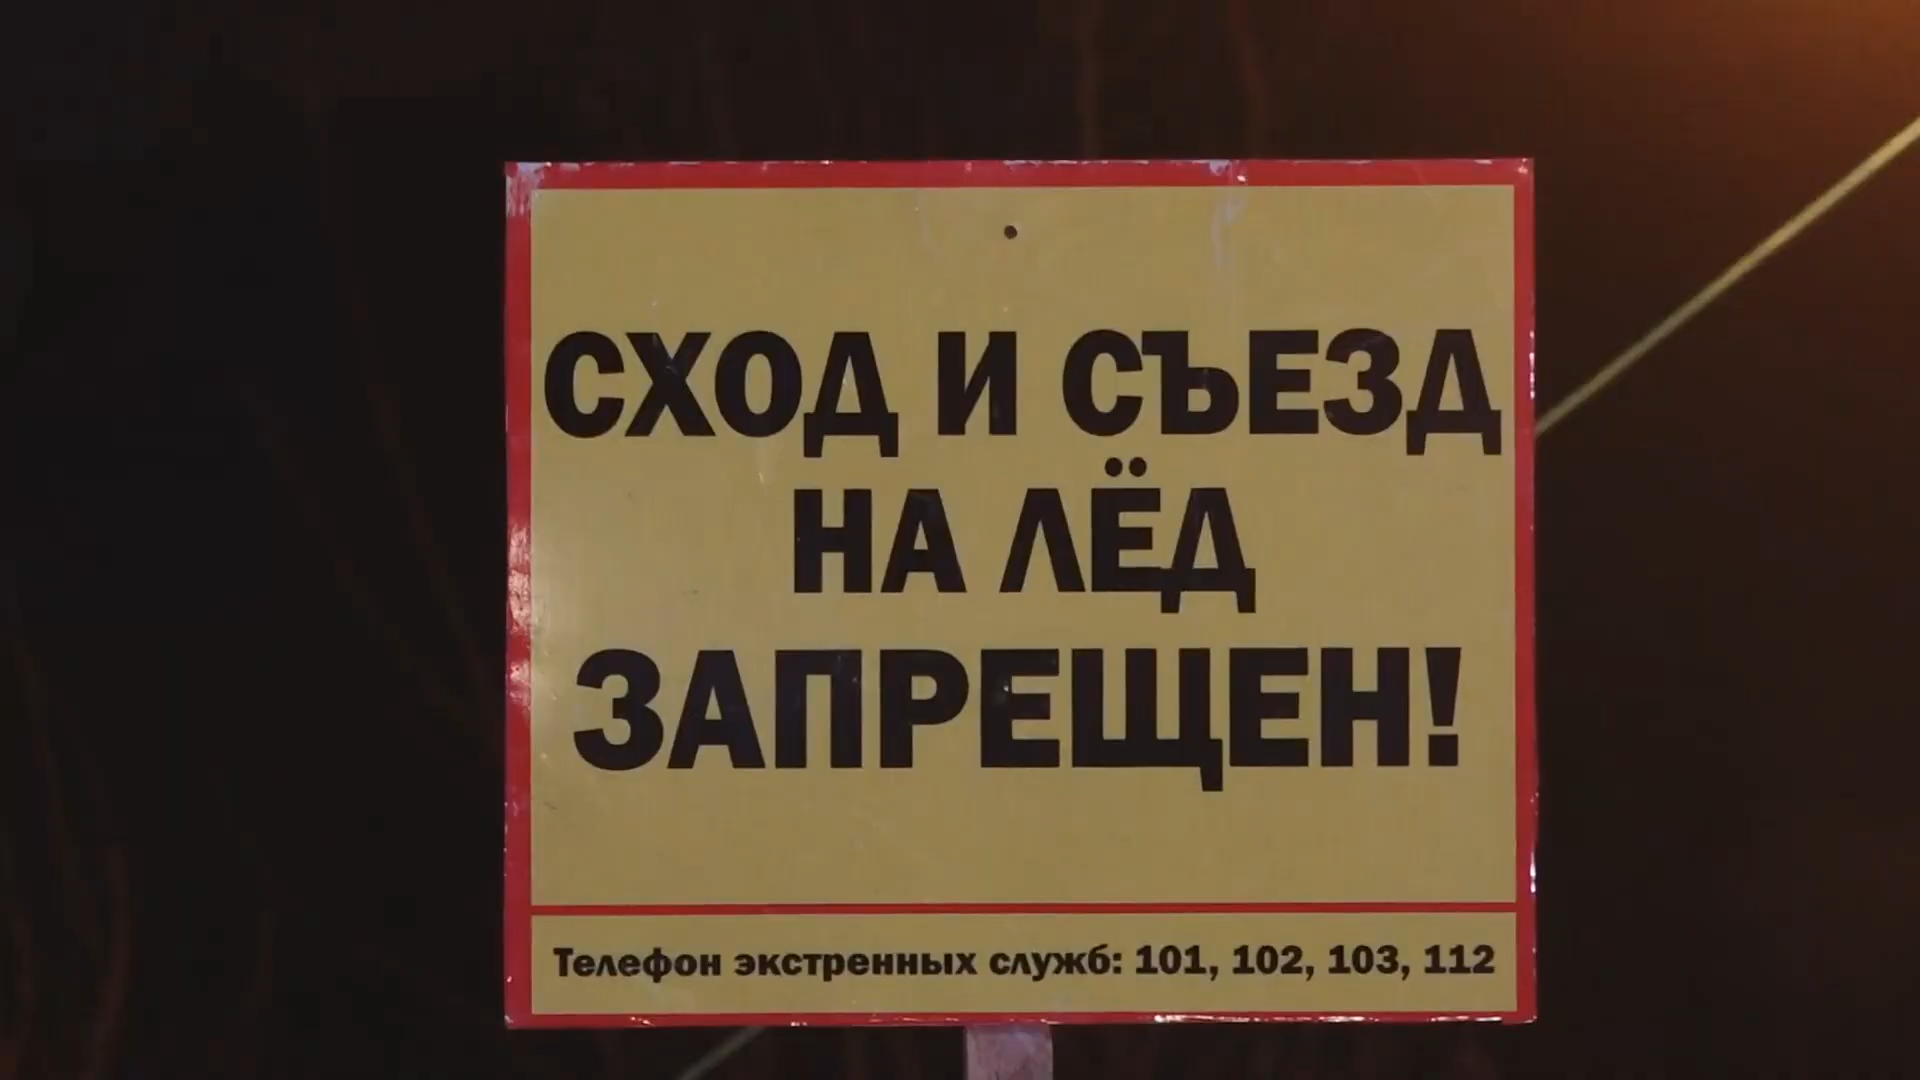 СХОД И СЪЕЗД
НА ЛЁД
ЗАПРЕЩЕН!
Телефон экстренных служб: 101, 102, 103, 112